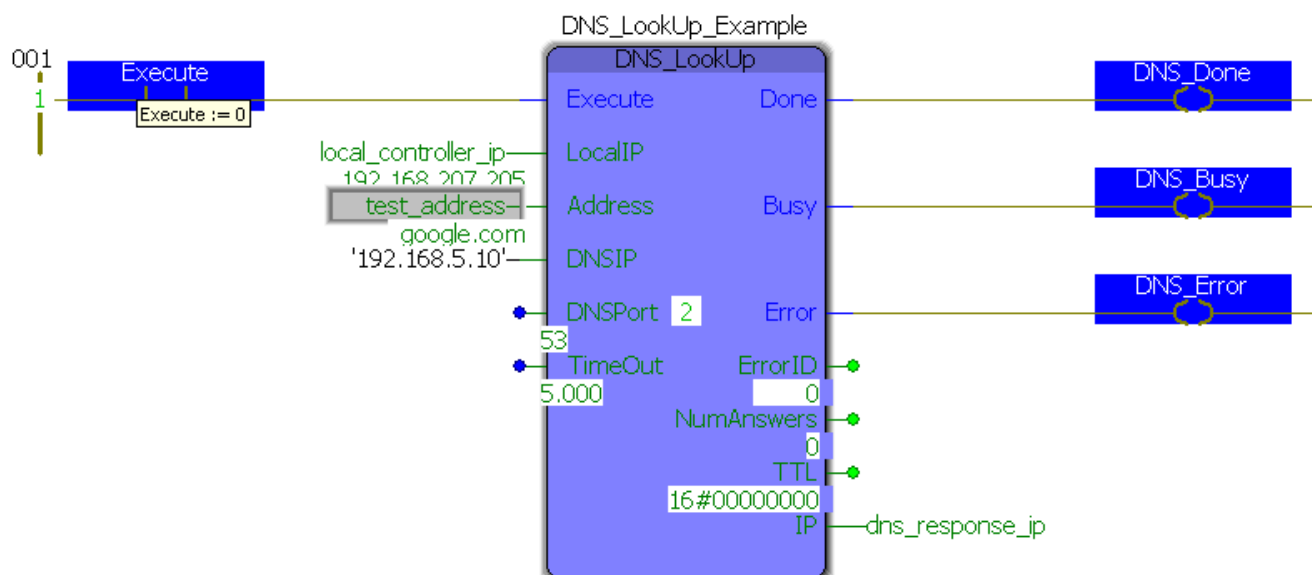 DNS_LookUp_Example
001
DNS_LookUp
Execute
DNS_Done
1
Execute
Done
Execute := 0
local_controller_ip
LocalIP
192.168.207.205
DNS_Busy
test_address
Address
Busy
google.com
'192.168.5.10'
DNSIP
DNS_Error
DNSPort
2
Error
53
TimeOut
ErrorID
5.000
0
NumAnswers
0
TTL
16#00000000
IP
dns_response_ip